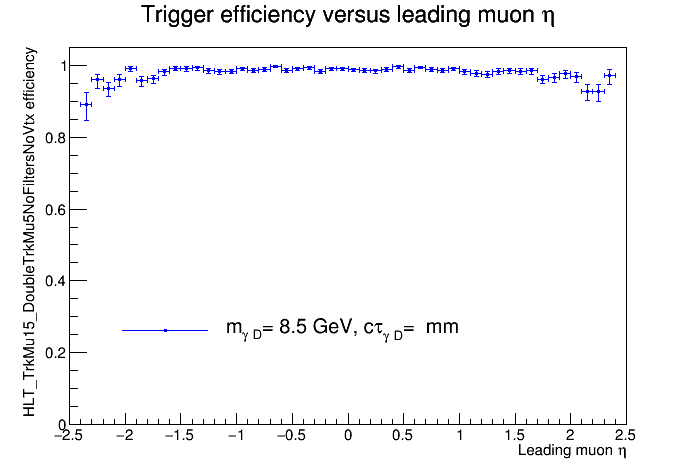 Trigger efficiency versus leading muon η
HLT_TrkMu15_DoubleTrkMu5NoFiltersNoVtx efficiency
1
0.8
0.6
0.4
0.2
0
m_γ D= 8.5 GeV, cτ_γ D=  mm
−2.5 −2 −1.5 −1 −0.5 0 0.5 1 1.5 2 2.5
Leading muon η